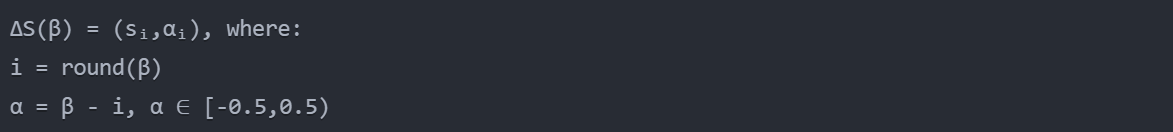 ΔS(β) = (sᵢ,αᵢ), where:
i = round(β)
α = β - i, α ∈ [-0.5,0.5)